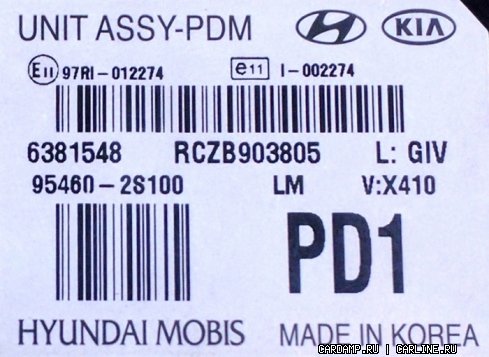 UNIT ASSY-PDM KIA
E11 97RI-012274 e11 I-002274
6381548 RCZB903805 L: GIV
95460-2S100 LM V:X410
PD1
HYUNDAI MOBIS MADE IN KOREA
CARDAMP.RU | CARLINE.RU